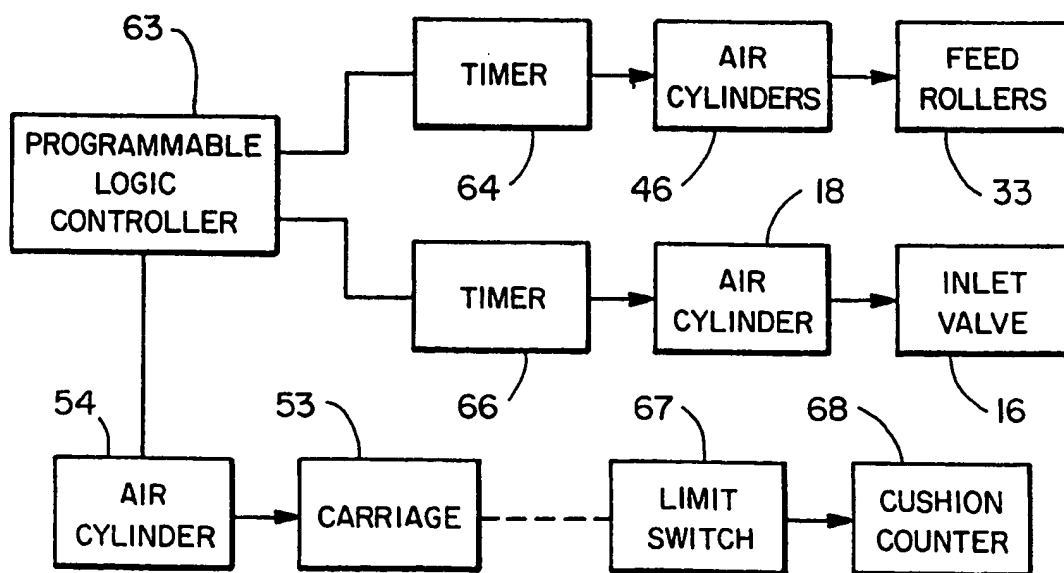 63
TIMER
AIR
CYLINDERS
FEED
ROLLERS
PROGRAMMABLE
LOGIC
CONTROLLER
64
46
33
18
TIMER
AIR
CYLINDER
INLET
VALVE
66
16
54
53
67
68
AIR
CYLINDER
CARRIAGE
LIMIT
SWITCH
CUSHION
COUNTER